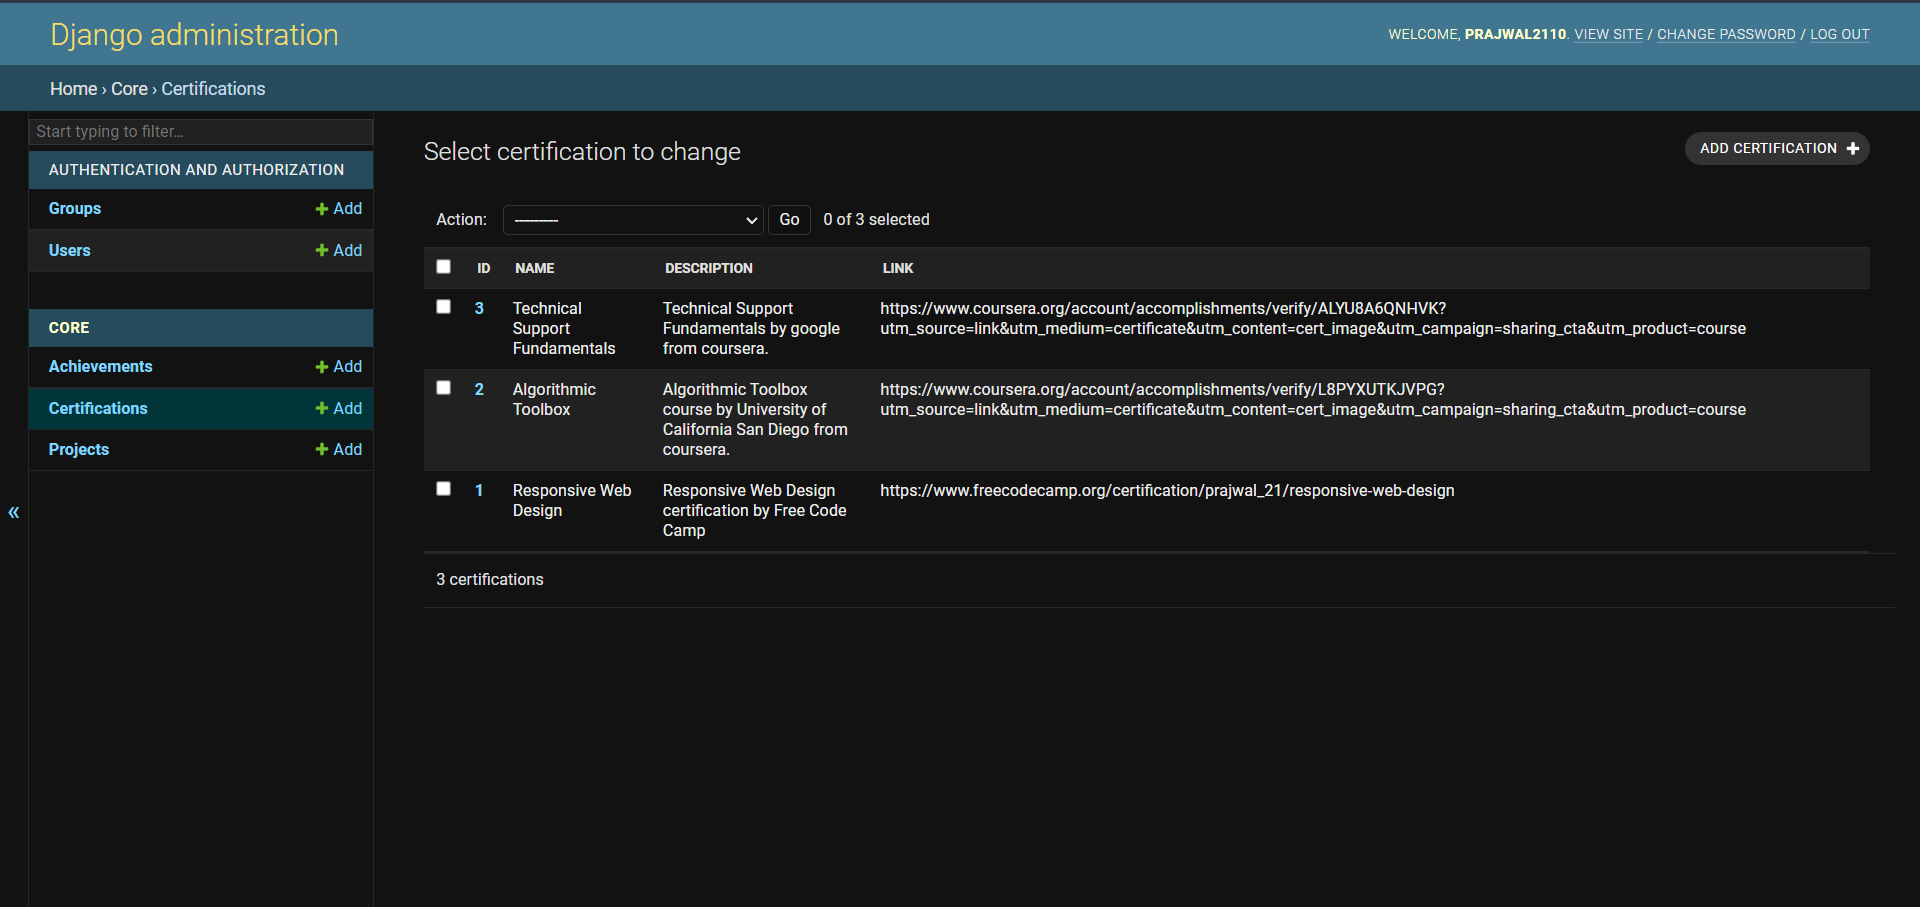 Django administration
WELCOME, PRAJWAL2110. VIEW SITE / CHANGE PASSWORD / LOG OUT
Home › Core › Certifications
Start typing to filter...
AUTHENTICATION AND AUTHORIZATION
Groups + Add
Users + Add
CORE
Achievements + Add
Certifications + Add
Projects + Add
«
Select certification to change
ADD CERTIFICATION +
Action: --------- Go 0 of 3 selected
ID NAME DESCRIPTION LINK
3
Technical
Support
Fundamentals
Technical Support
Fundamentals by google
from coursera.
https://www.coursera.org/account/accomplishments/verify/ALYU8A6QNHVK?
utm_source=link&utm_medium=certificate&utm_content=cert_image&utm_campaign=sharing_cta&utm_product=course
2
Algorithmic
Toolbox
Algorithmic Toolbox
course by University of
California San Diego from
coursera.
https://www.coursera.org/account/accomplishments/verify/L8PYXUTKJVPG?
utm_source=link&utm_medium=certificate&utm_content=cert_image&utm_campaign=sharing_cta&utm_product=course
1
Responsive Web
Design
Responsive Web Design
certification by Free Code
Camp
https://www.freecodecamp.org/certification/prajwal_21/responsive-web-design
3 certifications